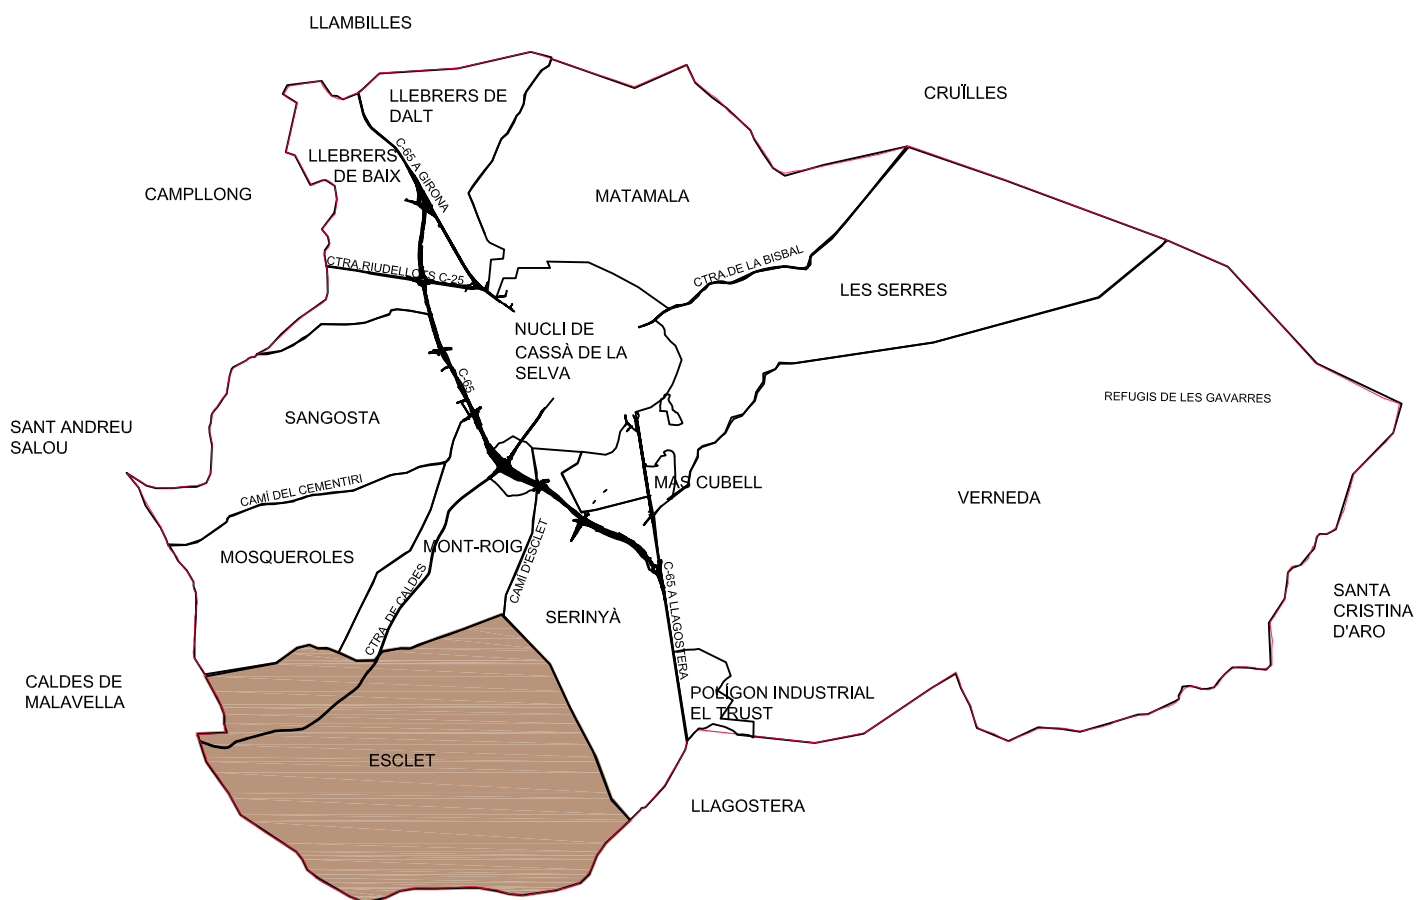 LLAMBILLES
CRUÏLLES
LLEBRERS DE
DALT
C-65 A GIRONA
LLEBRERS
DE BAIX
CAMPLLONG
MATAMALA
CTRA.DE LA BISBAL
CTRA.RIUDELLOTS C-25
LES SERRES
NUCLI DE
CASSÀ DE LA
SELVA
C-65
REFUGIS DE LES GAVARRES
SANGOSTA
SANT ANDREU
SALOU
CAMÍ DEL CEMENTIRI
MAS CUBELL
VERNEDA
MOSQUEROLES
MONT-ROIG
CAMÍ D'ESCLET
CTRA. DE CALDES
C-65 A LLAGOSTERA
SERINYÀ
SANTA
CRISTINA
D'ARO
CALDES DE
MALAVELLA
POLÍGON INDUSTRIAL
EL TRUST
ESCLET
LLAGOSTERA